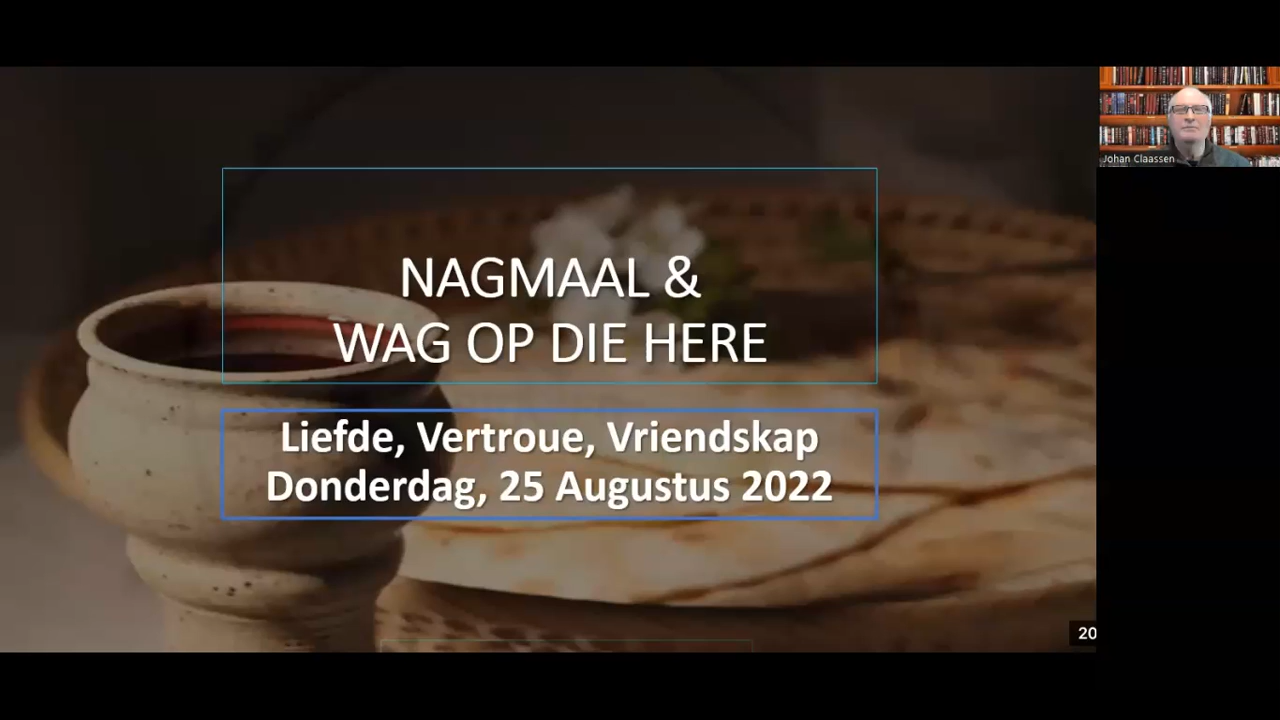 NAGMAAL &
WAG OP DIE HERE
Liefde, Vertroue, Vriendskap
Donderdag, 25 Augustus 2022
Johan Claassen
20